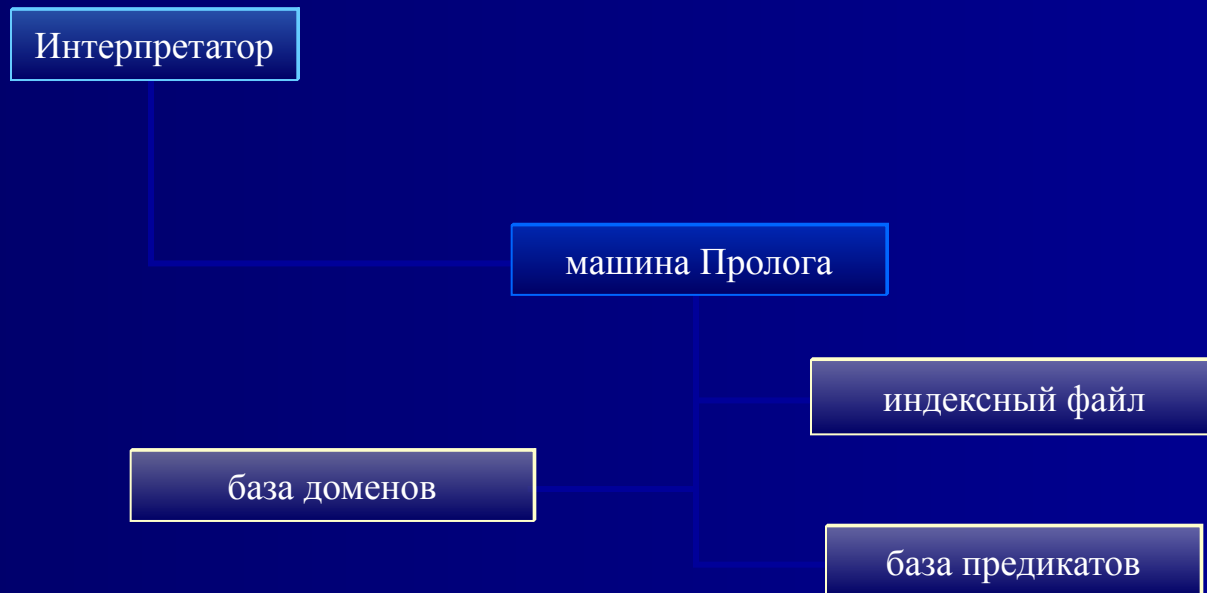 Интерпретатор
машина Пролога
индексный файл
база доменов
база предикатов